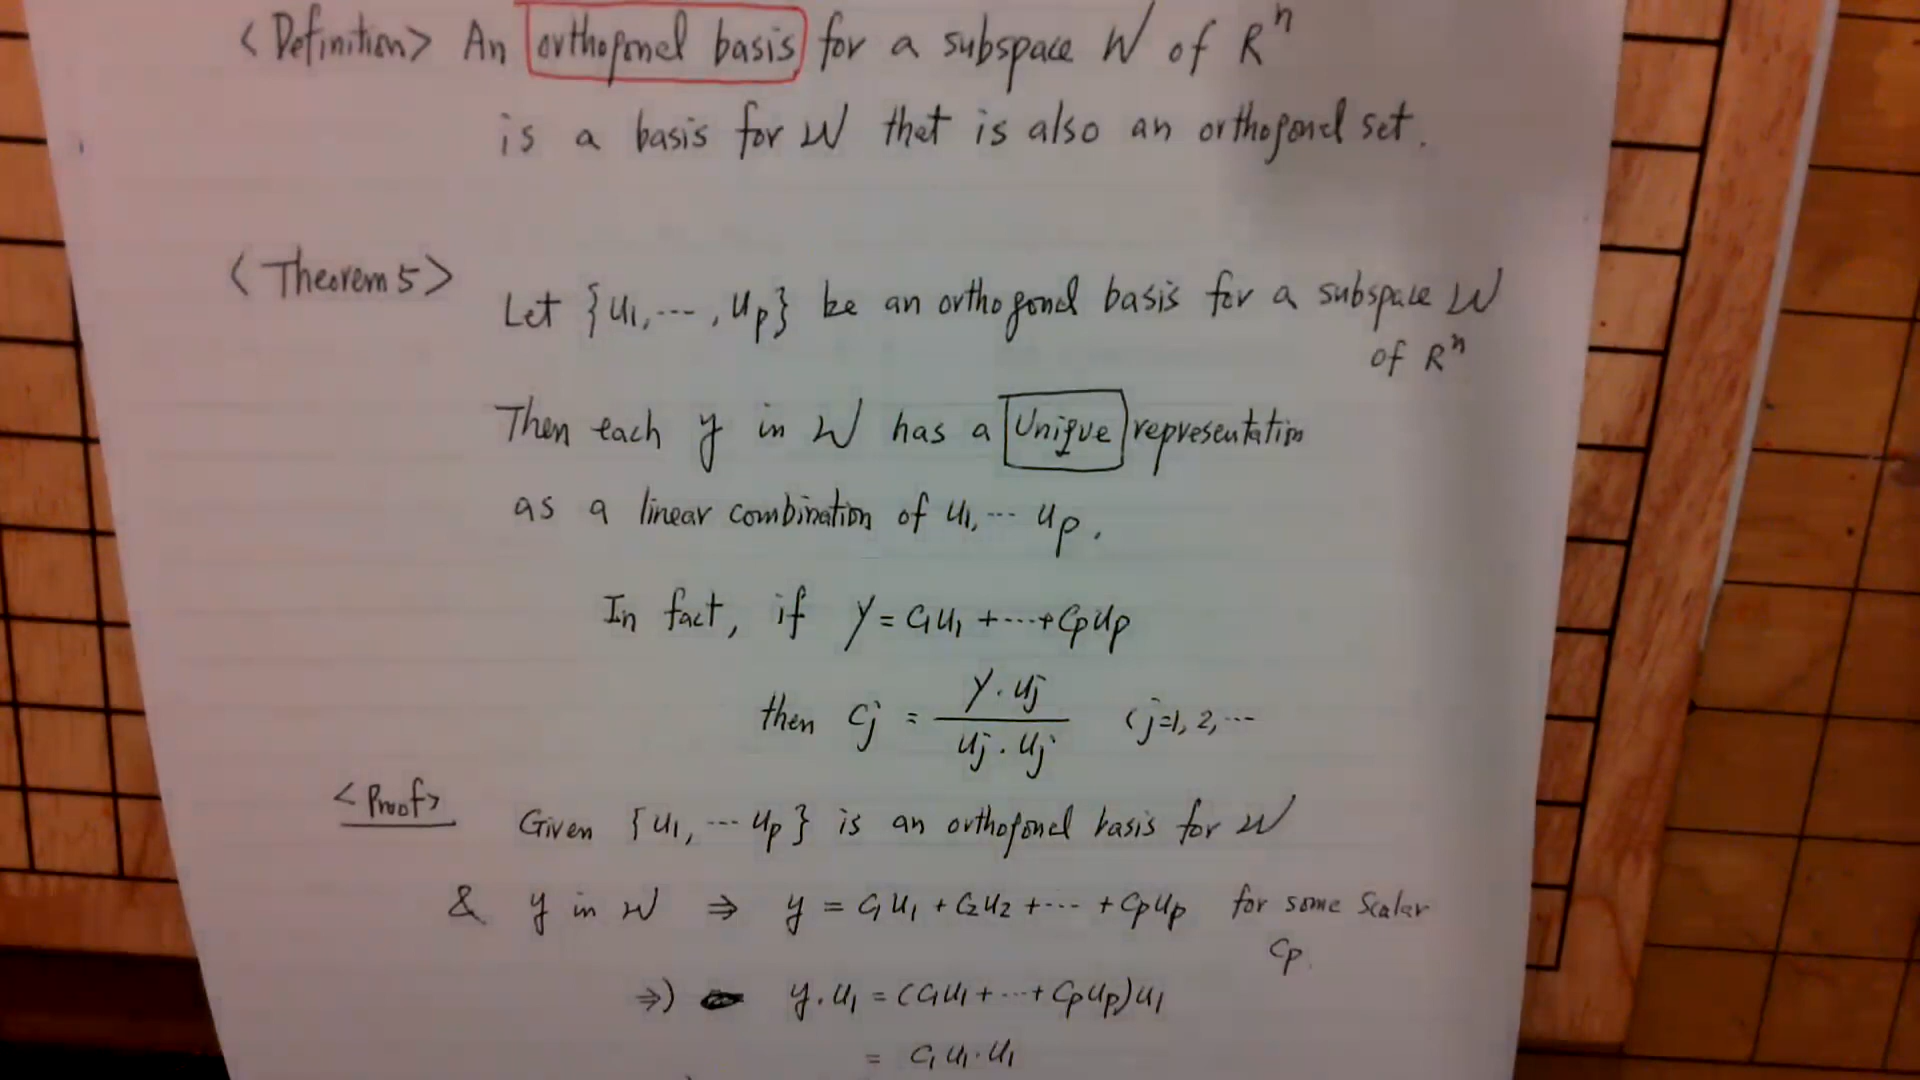 <Definition> An orthogonal basis for a subspace W of Rⁿ
is a basis for W that is also an orthogonal set.
<Theorem 5>
Let {u₁, ⋯ , uₚ} be an orthogonal basis for a subspace W
of Rⁿ
Then each y in W has a Unique representation
as a linear combination of u₁, ⋯ uₚ.
In fact, if y = c₁u₁ + ⋯ + cₚuₚ
then cⱼ = (y · uⱼ) / (uⱼ · uⱼ) (j=1, 2, ⋯
<Proof>
Given {u₁, ⋯ uₚ} is an orthogonal basis for W
& y in W ⇒ y = c₁u₁ + c₂u₂ + ⋯ + cₚuₚ for some scalar
cₚ.
⇒) y · u₁ = (c₁u₁ + ⋯ + cₚuₚ)u₁
= c₁u₁ · u₁